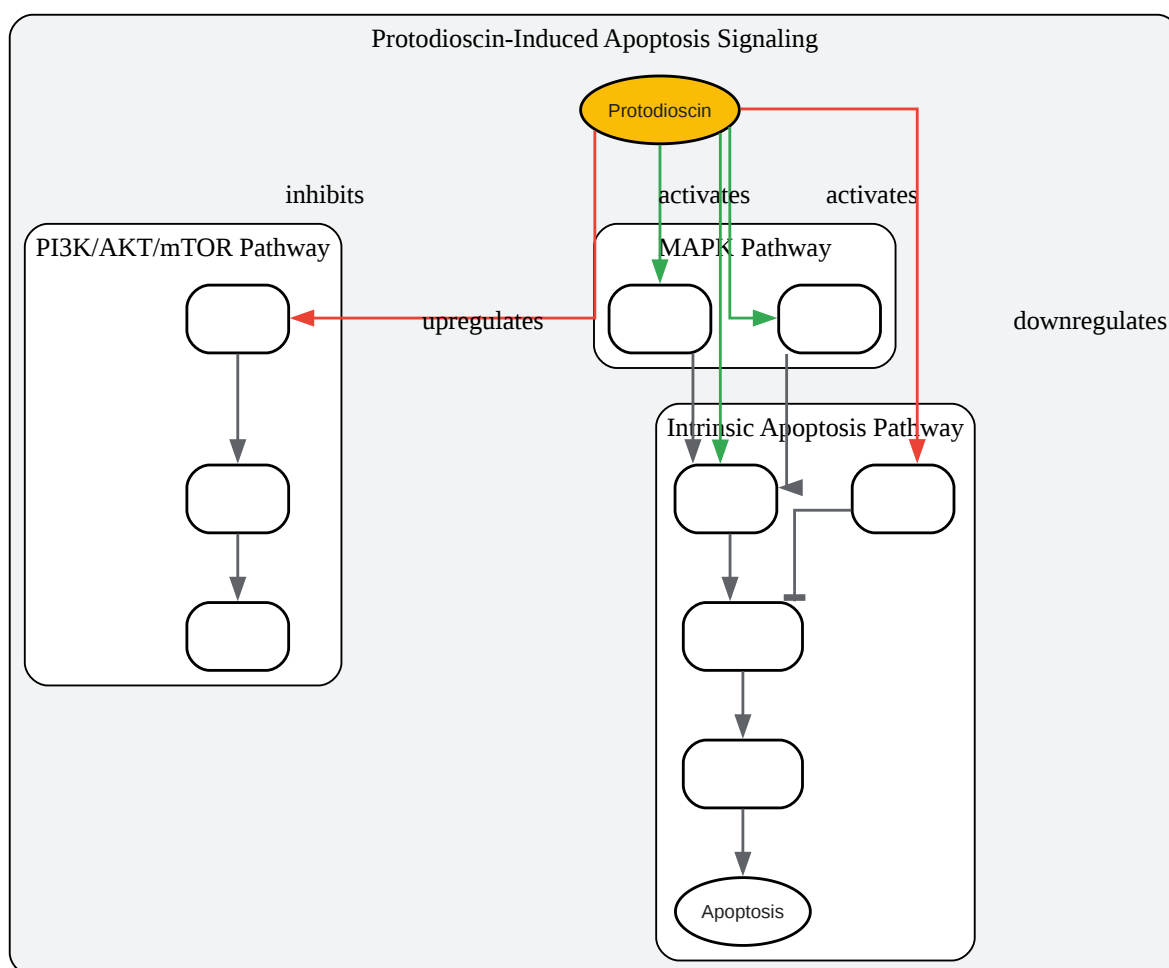 Protodioscin-Induced Apoptosis Signaling
Protodioscin
inhibits
activates
activates
PI3K/AKT/mTOR Pathway
MAPK Pathway
upregulates
downregulates
Intrinsic Apoptosis Pathway
Apoptosis